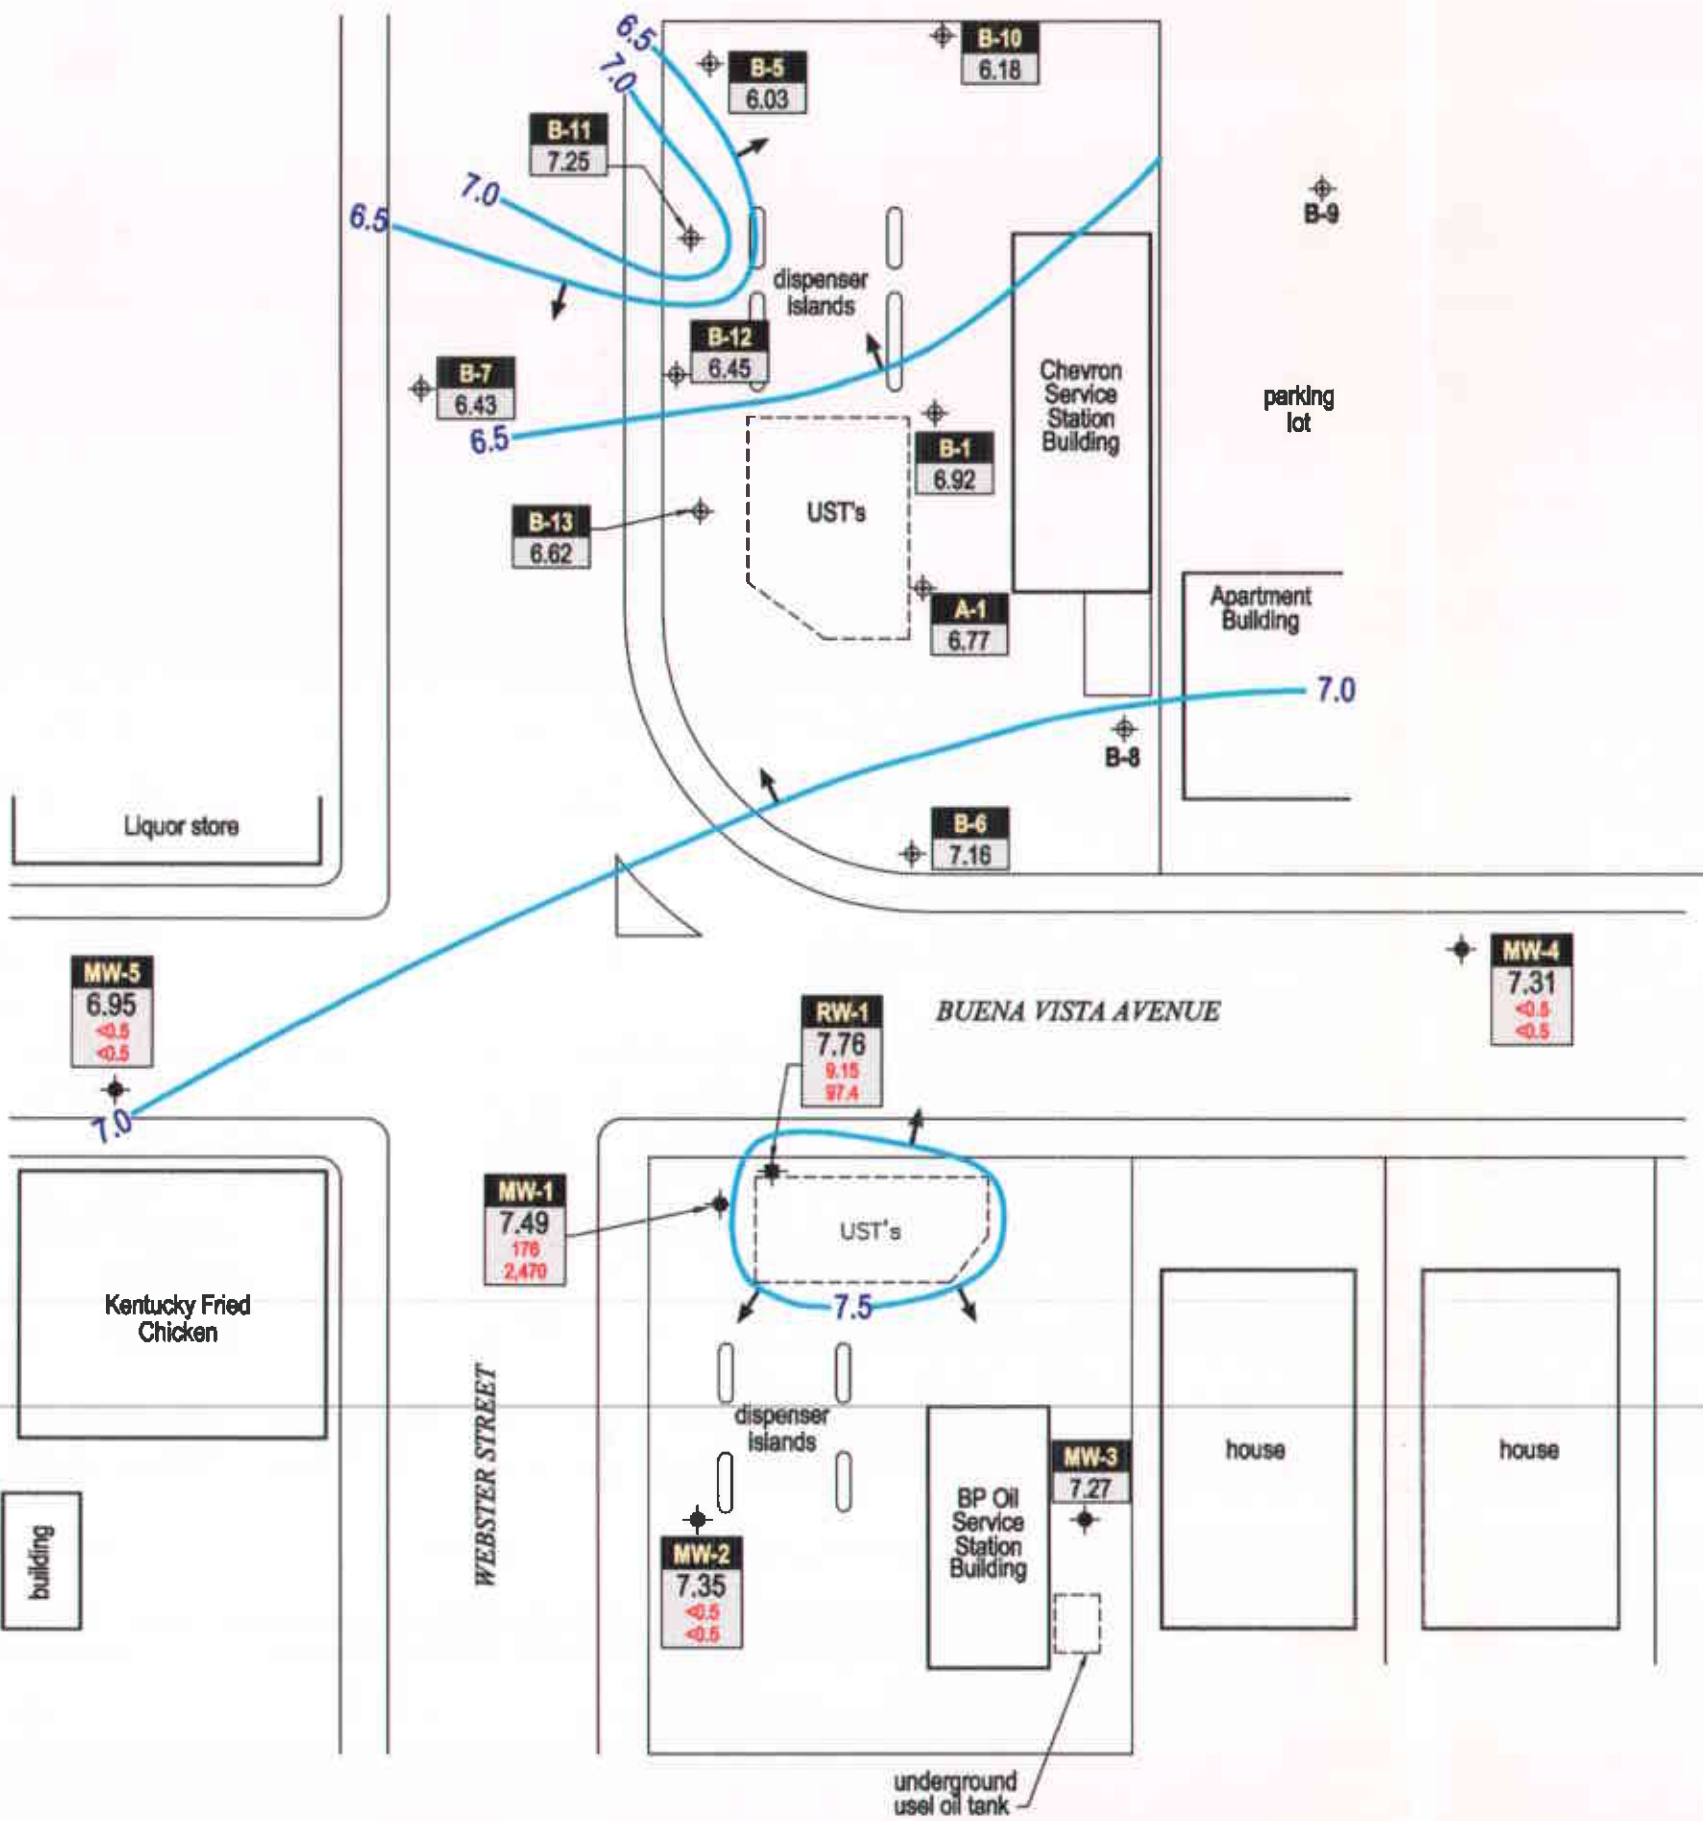 6.5
7.0
B-5
6.03
B-10
6.18
B-11
7.25
7.0
6.5
B-9
dispenser
islands
B-12
6.45
B-7
6.43
6.5
Chevron
Service
Station
Building
parking
lot
B-1
6.92
UST's
B-13
6.62
A-1
6.77
Apartment
Building
7.0
B-8
Liquor store
B-6
7.16
MW-5
6.95
<0.5
<0.5
7.0
RW-1
7.76
9.15
97.4
BUENA VISTA AVENUE
MW-4
7.31
<0.5
<0.5
MW-1
7.49
176
2,470
UST's
7.5
Kentucky Fried
Chicken
WEBSTER STREET
dispenser
islands
MW-3
7.27
house
house
BP Oil
Service
Station
Building
building
MW-2
7.35
<0.5
<0.5
underground
usel oil tank